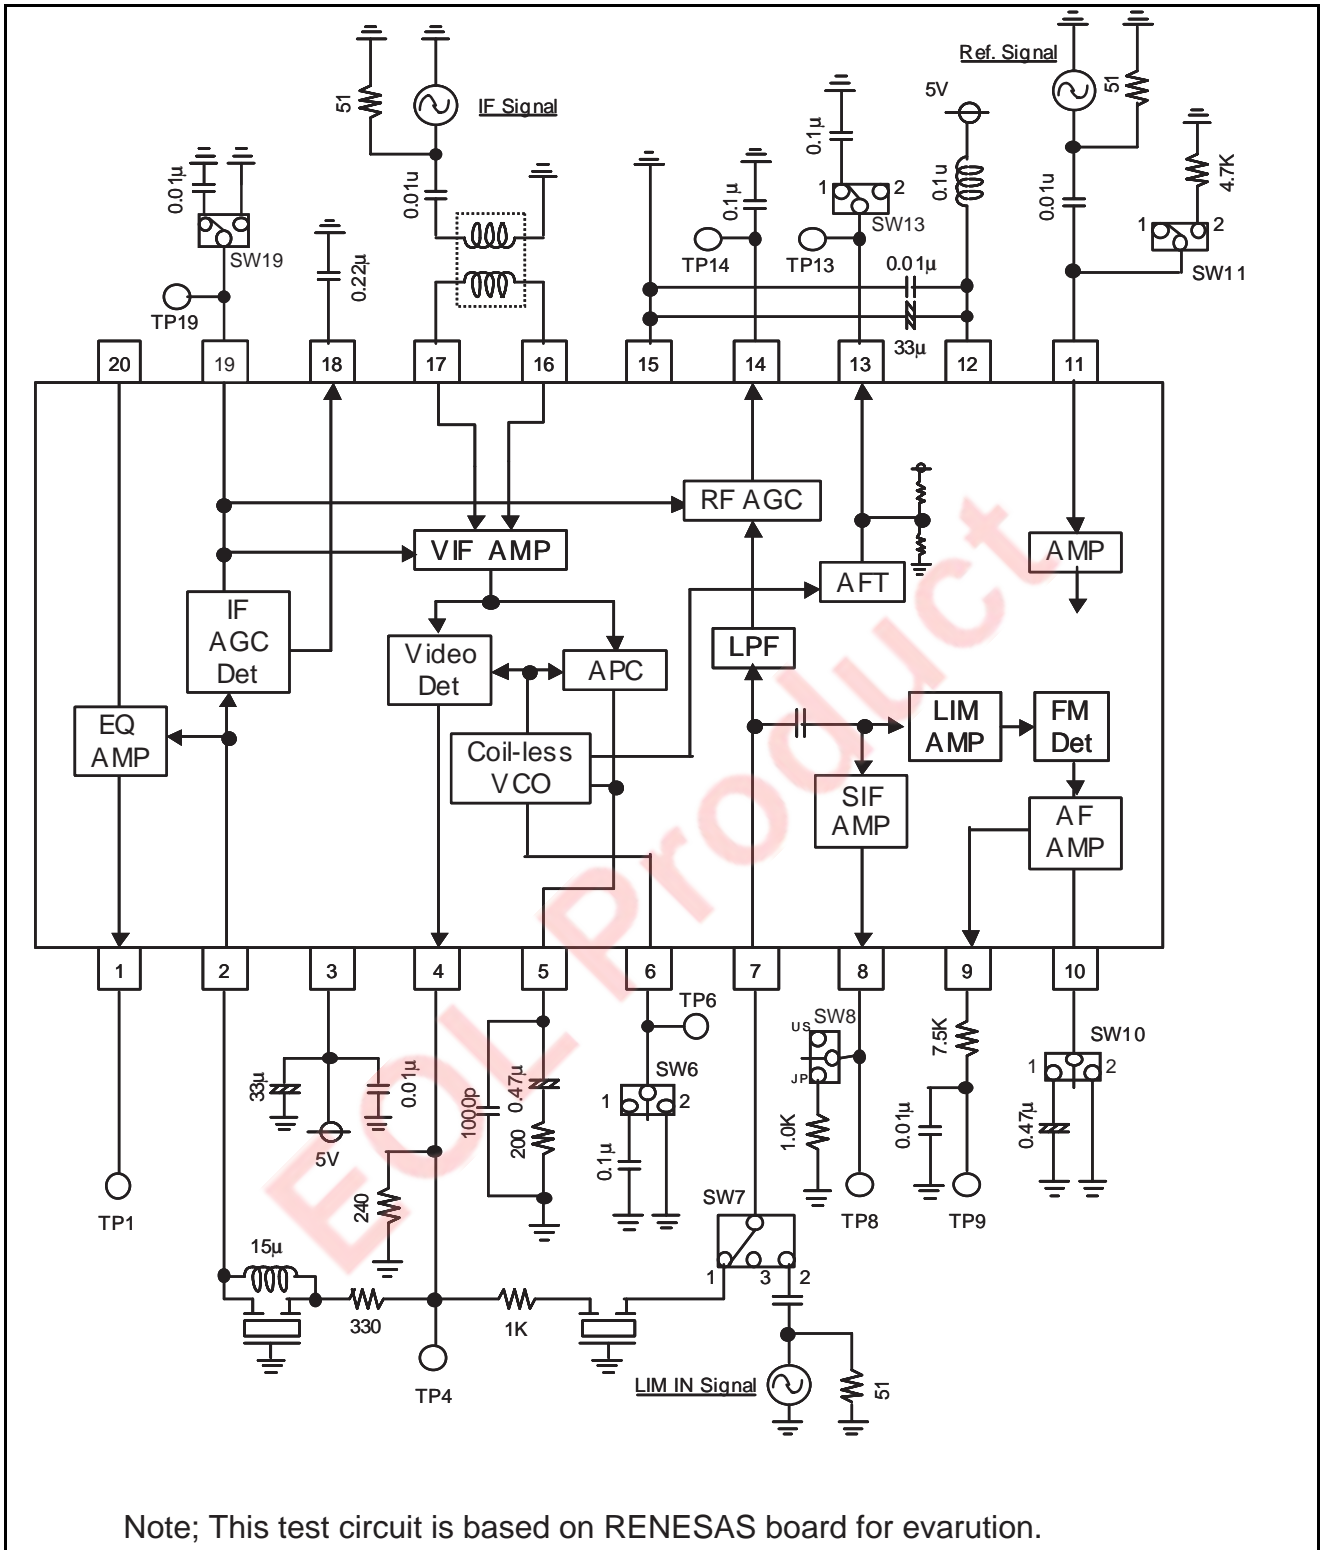 Ref. Signal
51
5V
IF Signal
51
0.1µ
4.7K
0.01µ
0.01u
0.1µ
0.1u
0.01u
1
2
SW13
1
2
SW19
SW11
0.22µ
TP14
TP13
0.01µ
TP19
33µ
20
19
18
17
16
15
14
13
12
11
RF AGC
VIF AMP
AMP
AFT
IF
AGC
Det
LPF
Video
Det
APC
EQ
AMP
Coil-less
VCO
LIM
AMP
FM
Det
SIF
AMP
AF
AMP
EOL Product
1
2
3
4
5
6
7
8
9
10
TP6
US
SW8
JP
7.5K
SW10
1
2
33µ
0.01µ
5V
1000p
0.47µ
200
SW6
1
2
0.1µ
1.0K
0.01µ
0.47µ
TP1
240
SW7
TP8
TP9
15µ
1
3
2
330
1K
TP4
LIM IN Signal
51
Note; This test circuit is based on RENESAS board for evarution.